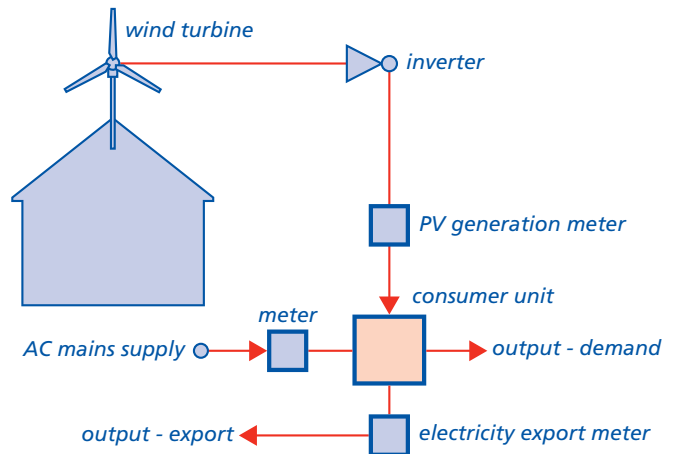 wind turbine
inverter
PV generation meter
consumer unit
meter
AC mains supply
output - demand
output - export
electricity export meter